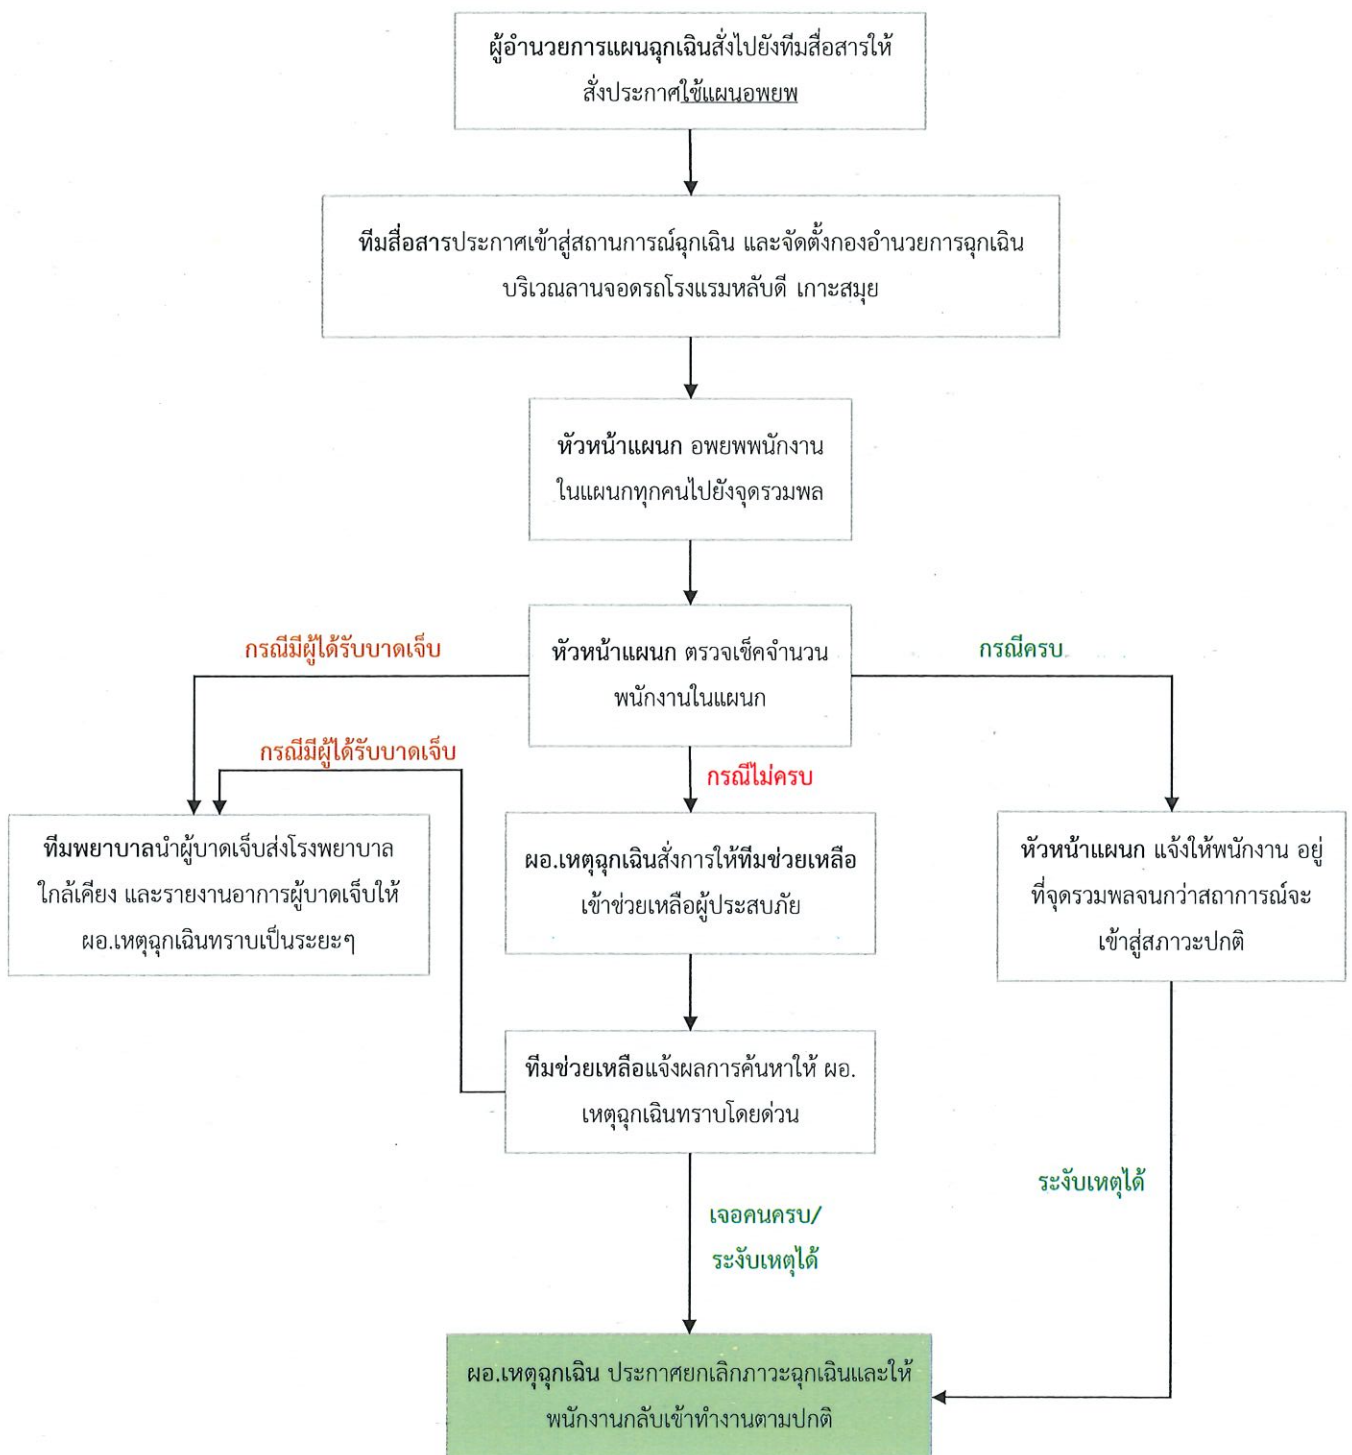 ผู้อำนวยการแผนฉุกเฉินสั่งไปยังทีมสื่อสารให้
สั่งประกาศใช้แผนอพยพ
ทีมสื่อสารประกาศเข้าสู่สถานการณ์ฉุกเฉิน และจัดตั้งกองอำนวยการฉุกเฉิน
บริเวณลานจอดรถโรงแรมหลับดี เกาะสมุย
หัวหน้าแผนก อพยพพนักงาน
ในแผนกทุกคนไปยังจุดรวมพล
กรณีมีผู้ได้รับบาดเจ็บ
หัวหน้าแผนก ตรวจเช็คจำนวน
พนักงานในแผนก
กรณีครบ
กรณีมีผู้ได้รับบาดเจ็บ
กรณีไม่ครบ
ทีมพยาบาลนำผู้บาดเจ็บส่งโรงพยาบาล
ใกล้เคียง และรายงานอาการผู้บาดเจ็บให้
ผอ.เหตุฉุกเฉินทราบเป็นระยะๆ
ผอ.เหตุฉุกเฉินสั่งการให้ทีมช่วยเหลือ
เข้าช่วยเหลือผู้ประสบภัย
หัวหน้าแผนก แจ้งให้พนักงาน อยู่
ที่จุดรวมพลจนกว่าสถาการณ์จะ
เข้าสู่สภาวะปกติ
ทีมช่วยเหลือแจ้งผลการค้นหาให้ ผอ.
เหตุฉุกเฉินทราบโดยด่วน
ระงับเหตุได้
เจอคนครบ/
ระงับเหตุได้
ผอ.เหตุฉุกเฉิน ประกาศยกเลิกภาวะฉุกเฉินและให้
พนักงานกลับเข้าทำงานตามปกติ